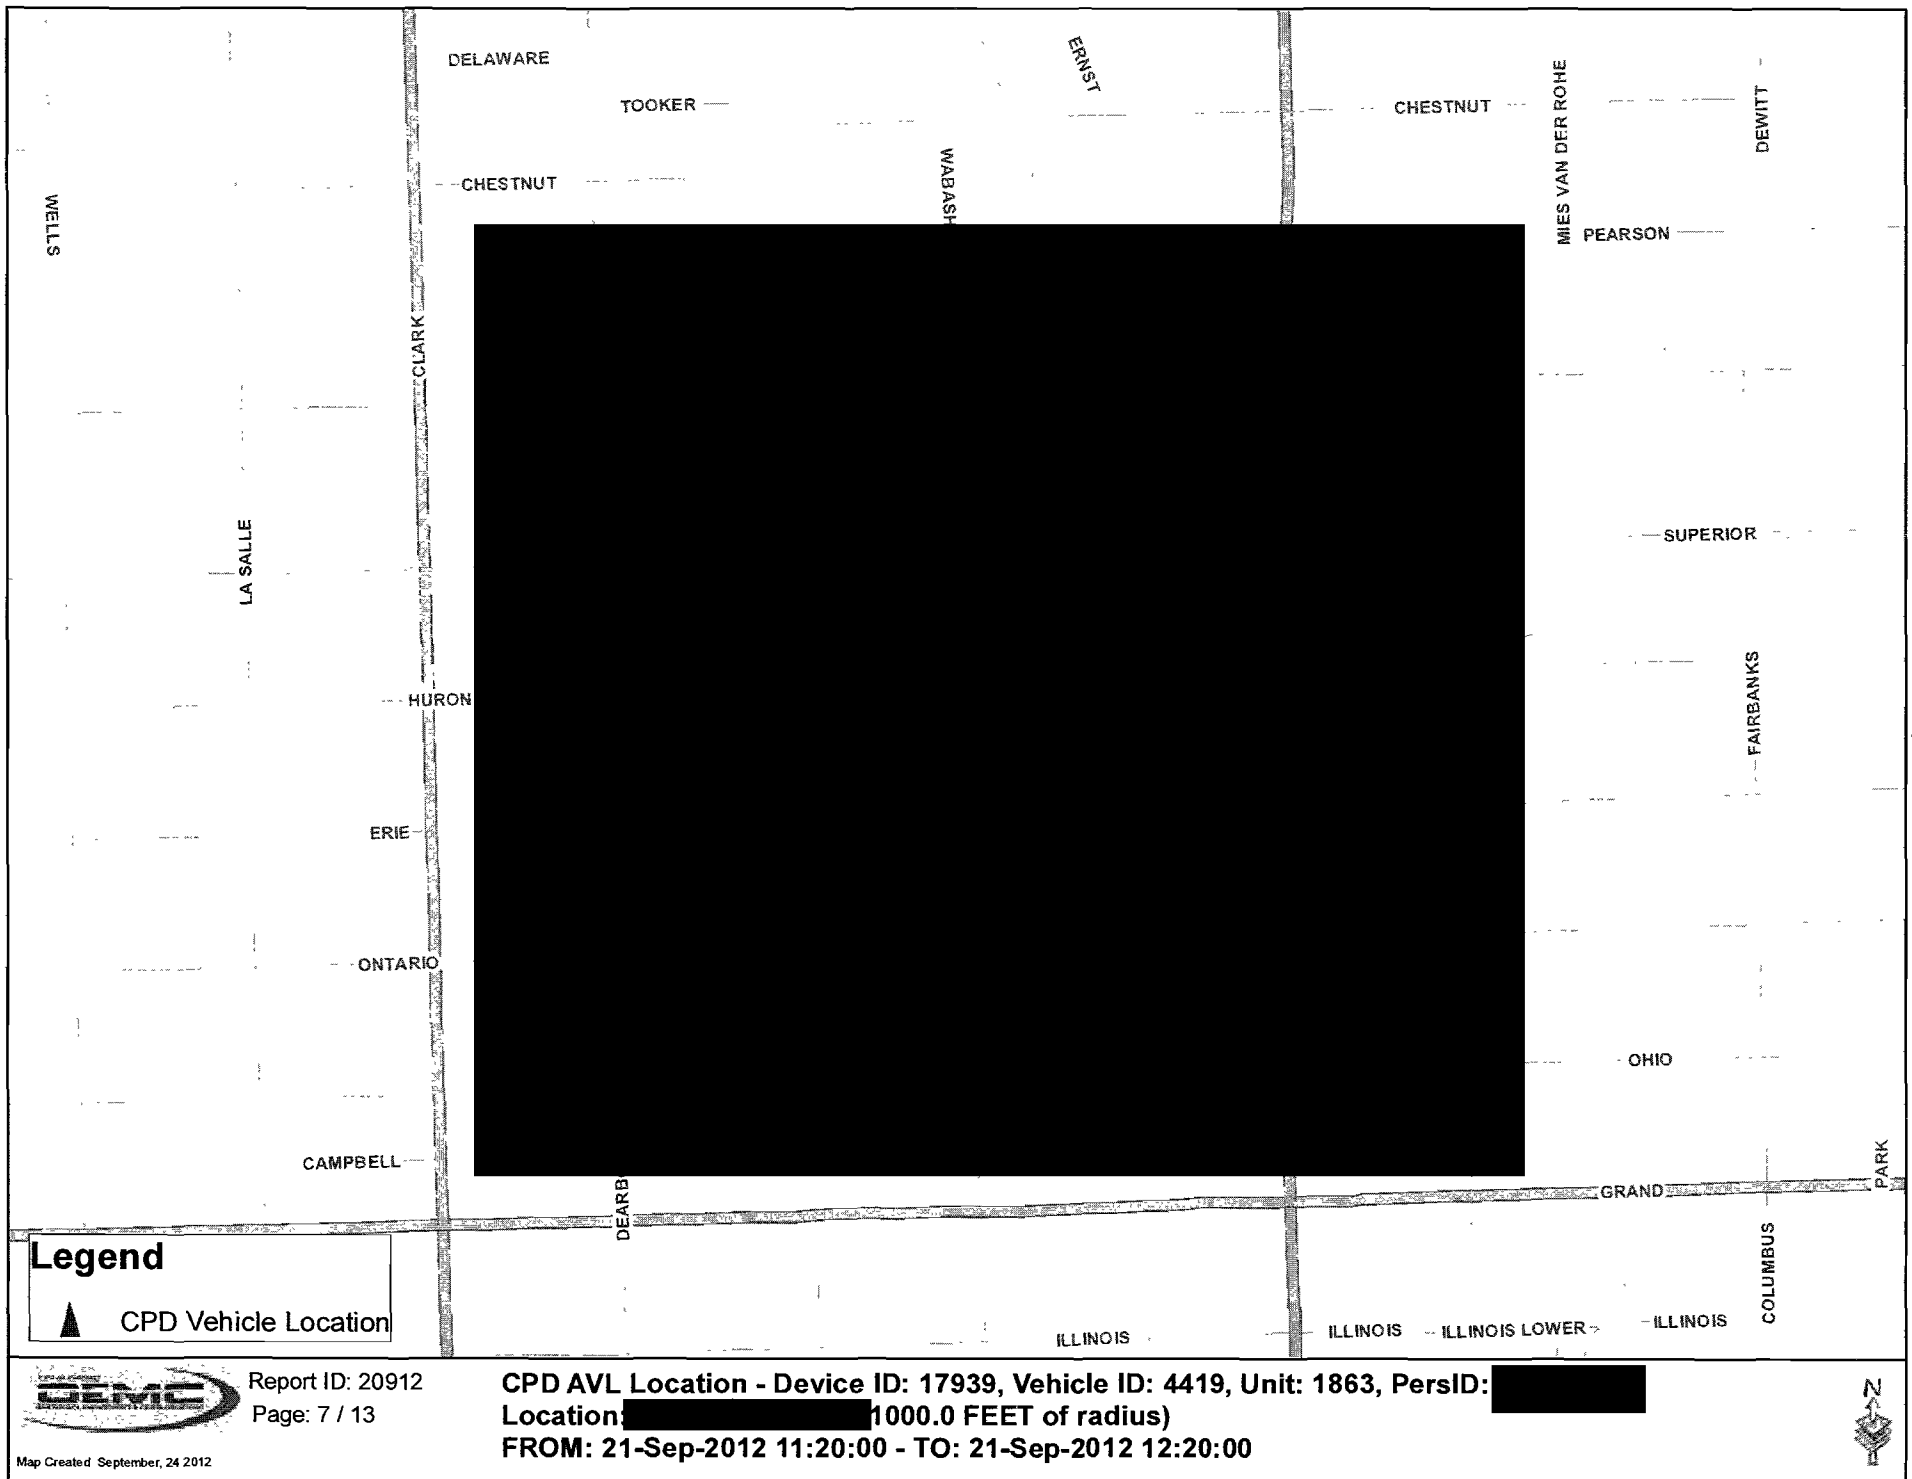 DELAWARE
ERNST
TOOKER
CHESTNUT
MIES VAN DER ROHE
DEWITT
CHESTNUT
WABASH
WELLS
PEARSON
CLARK
LA SALLE
SUPERIOR
HURON
FAIRBANKS
ERIE
ONTARIO
OHIO
CAMPBELL
PARK
GRAND
DEARB
COLUMBUS
ILLINOIS
ILLINOIS
ILLINOIS LOWER
ILLINOIS
Legend
CPD Vehicle Location
OEMC
Report ID: 20912
Page: 7 / 13
Map Created September, 24 2012
CPD AVL Location - Device ID: 17939, Vehicle ID: 4419, Unit: 1863, PersID:
Location: 1000.0 FEET of radius)
FROM: 21-Sep-2012 11:20:00 - TO: 21-Sep-2012 12:20:00
N